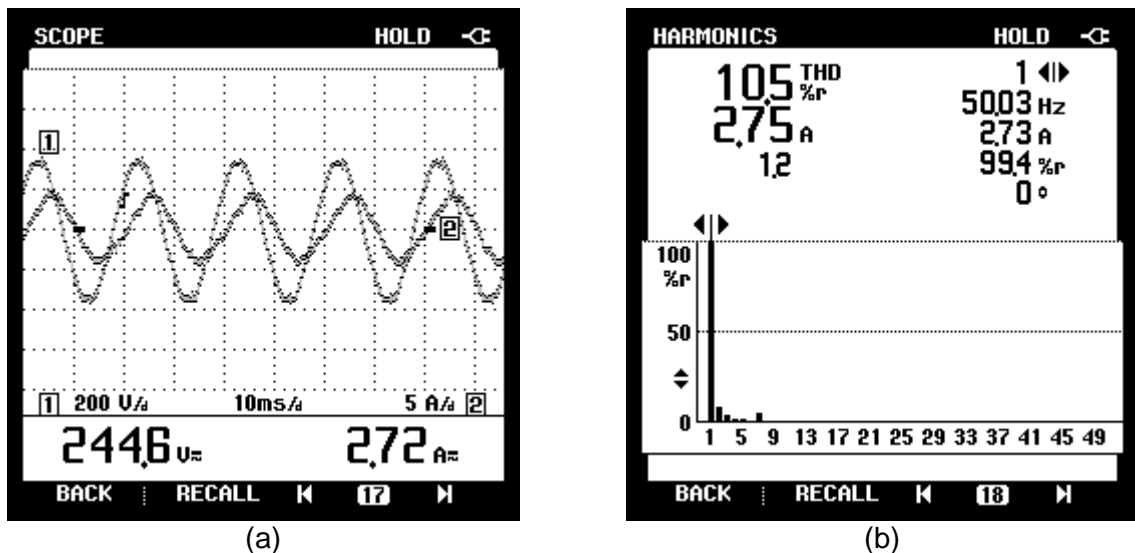 SCOPE HOLD
1
2
1 200 V/d 10ms/d 5 A/d 2
244.6 V≂ 2.72 A≂
BACK RECALL 17
(a)
HARMONICS HOLD
10.5 THD %r 1
2.75 A 50.03 Hz
1.2 2.73 A
99.4 %r
0 °
100
%r
50
0
1 5 9 13 17 21 25 29 33 37 41 45 49
BACK RECALL 18
(b)